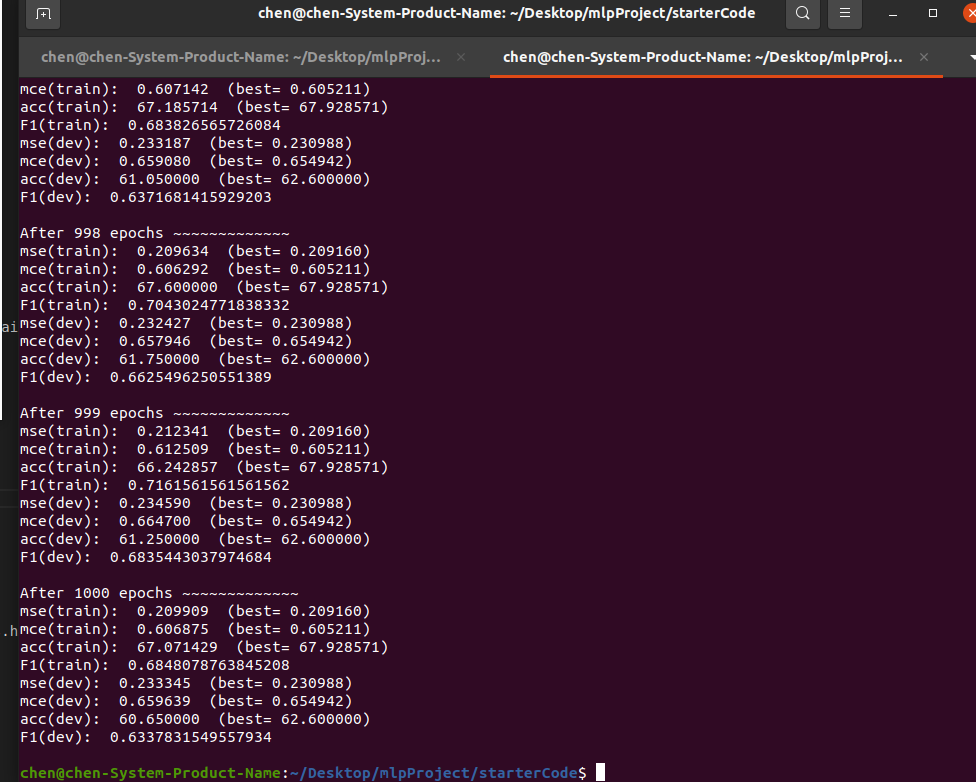 chen@chen-System-Product-Name: ~/Desktop/mlpProject/starterCode
chen@chen-System-Product-Name: ~/Desktop/mlpProj...
chen@chen-System-Product-Name: ~/Desktop/mlpProj...
mce(train):  0.607142  (best= 0.605211)
acc(train):  67.185714  (best= 67.928571)
F1(train):  0.683826565726084
mse(dev):  0.233187  (best= 0.230988)
mce(dev):  0.659080  (best= 0.654942)
acc(dev):  61.050000  (best= 62.600000)
F1(dev):  0.6371681415929203
After 998 epochs ~~~~~~~~~~~~~
mse(train):  0.209634  (best= 0.209160)
mce(train):  0.606292  (best= 0.605211)
acc(train):  67.600000  (best= 67.928571)
F1(train):  0.7043024771838332
mse(dev):  0.232427  (best= 0.230988)
mce(dev):  0.657946  (best= 0.654942)
acc(dev):  61.750000  (best= 62.600000)
F1(dev):  0.6625496250551389
After 999 epochs ~~~~~~~~~~~~~
mse(train):  0.212341  (best= 0.209160)
mce(train):  0.612509  (best= 0.605211)
acc(train):  66.242857  (best= 67.928571)
F1(train):  0.7161561561561562
mse(dev):  0.234590  (best= 0.230988)
mce(dev):  0.664700  (best= 0.654942)
acc(dev):  61.250000  (best= 62.600000)
F1(dev):  0.6835443037974684
After 1000 epochs ~~~~~~~~~~~~~
mse(train):  0.209909  (best= 0.209160)
mce(train):  0.606875  (best= 0.605211)
acc(train):  67.071429  (best= 67.928571)
F1(train):  0.6848078763845208
mse(dev):  0.233345  (best= 0.230988)
mce(dev):  0.659639  (best= 0.654942)
acc(dev):  60.650000  (best= 62.600000)
F1(dev):  0.6337831549557934
chen@chen-System-Product-Name:~/Desktop/mlpProject/starterCode$
ai
.h